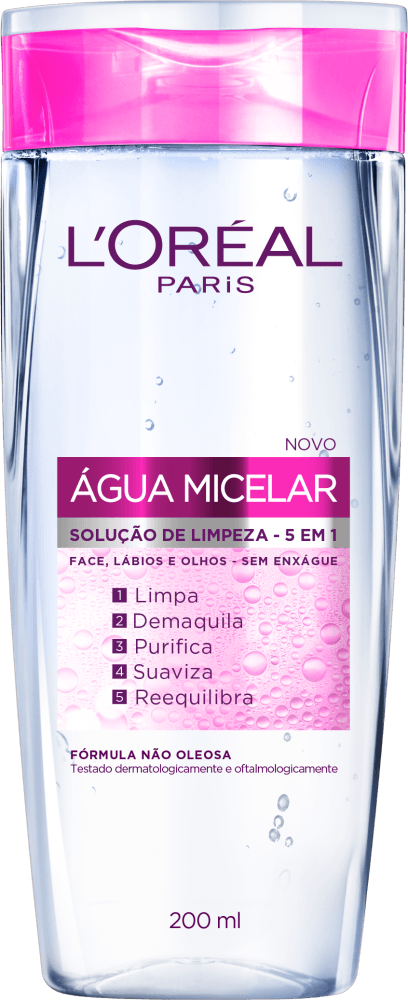 L'ORÉAL
PARiS
NOVO
ÁGUA MICELAR
SOLUÇÃO DE LIMPEZA - 5 EM 1
FACE, LÁBIOS E OLHOS - SEM ENXÁGUE
1 Limpa
2 Demaquila
3 Purifica
4 Suaviza
5 Reequilibra
FÓRMULA NÃO OLEOSA
Testado dermatologicamente e oftalmologicamente
200 ml